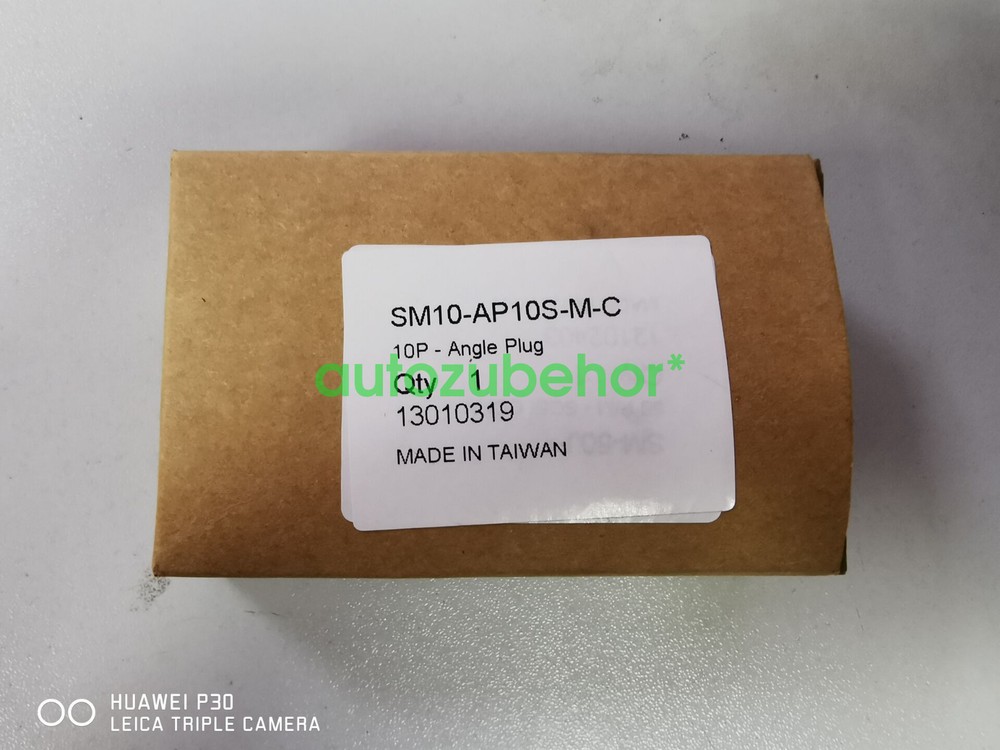 SM10-AP10S-M-C
10P - Angle Plug
autozubehor*
Qty 1
13010319
MADE IN TAIWAN
HUAWEI P30
LEICA TRIPLE CAMERA